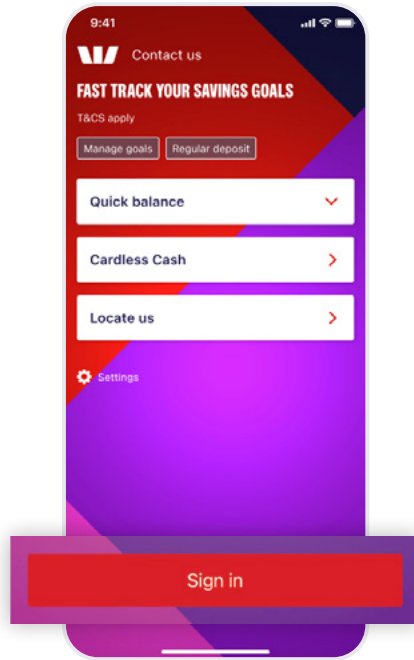 9:41
Contact us
FAST TRACK YOUR SAVINGS GOALS
T&CS apply
Manage goals Regular deposit
Quick balance
Cardless Cash
Locate us
Settings
Sign in